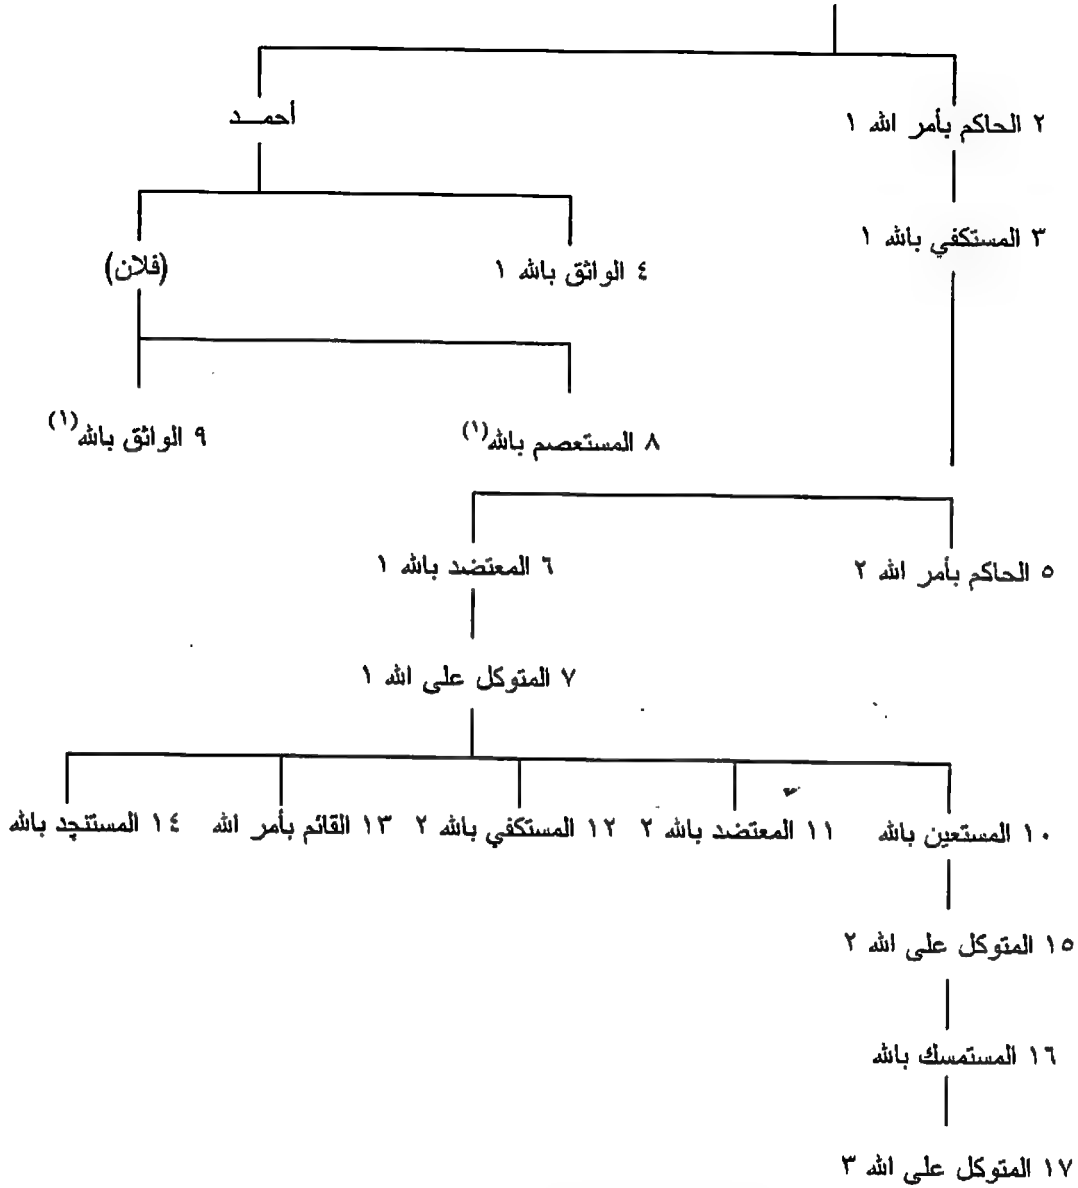 ٢ الحاكم بأمر الله ١
أحمـد
٣ المستكفي بالله ١
٤ الواثق بالله ١
(فلان)
٨ المستعصم بالله(١)
٩ الواثق بالله(١)
٥ الحاكم بأمر الله ٢
٦ المعتضد بالله ١
٧ المتوكل على الله ١
١٠ المستعين بالله
١١ المعتضد بالله ٢
١٢ المستكفي بالله ٢
١٣ القائم بأمر الله
١٤ المستنجد بالله
١٥ المتوكل على الله ٢
١٦ المستمسك بالله
١٧ المتوكل على الله ٣